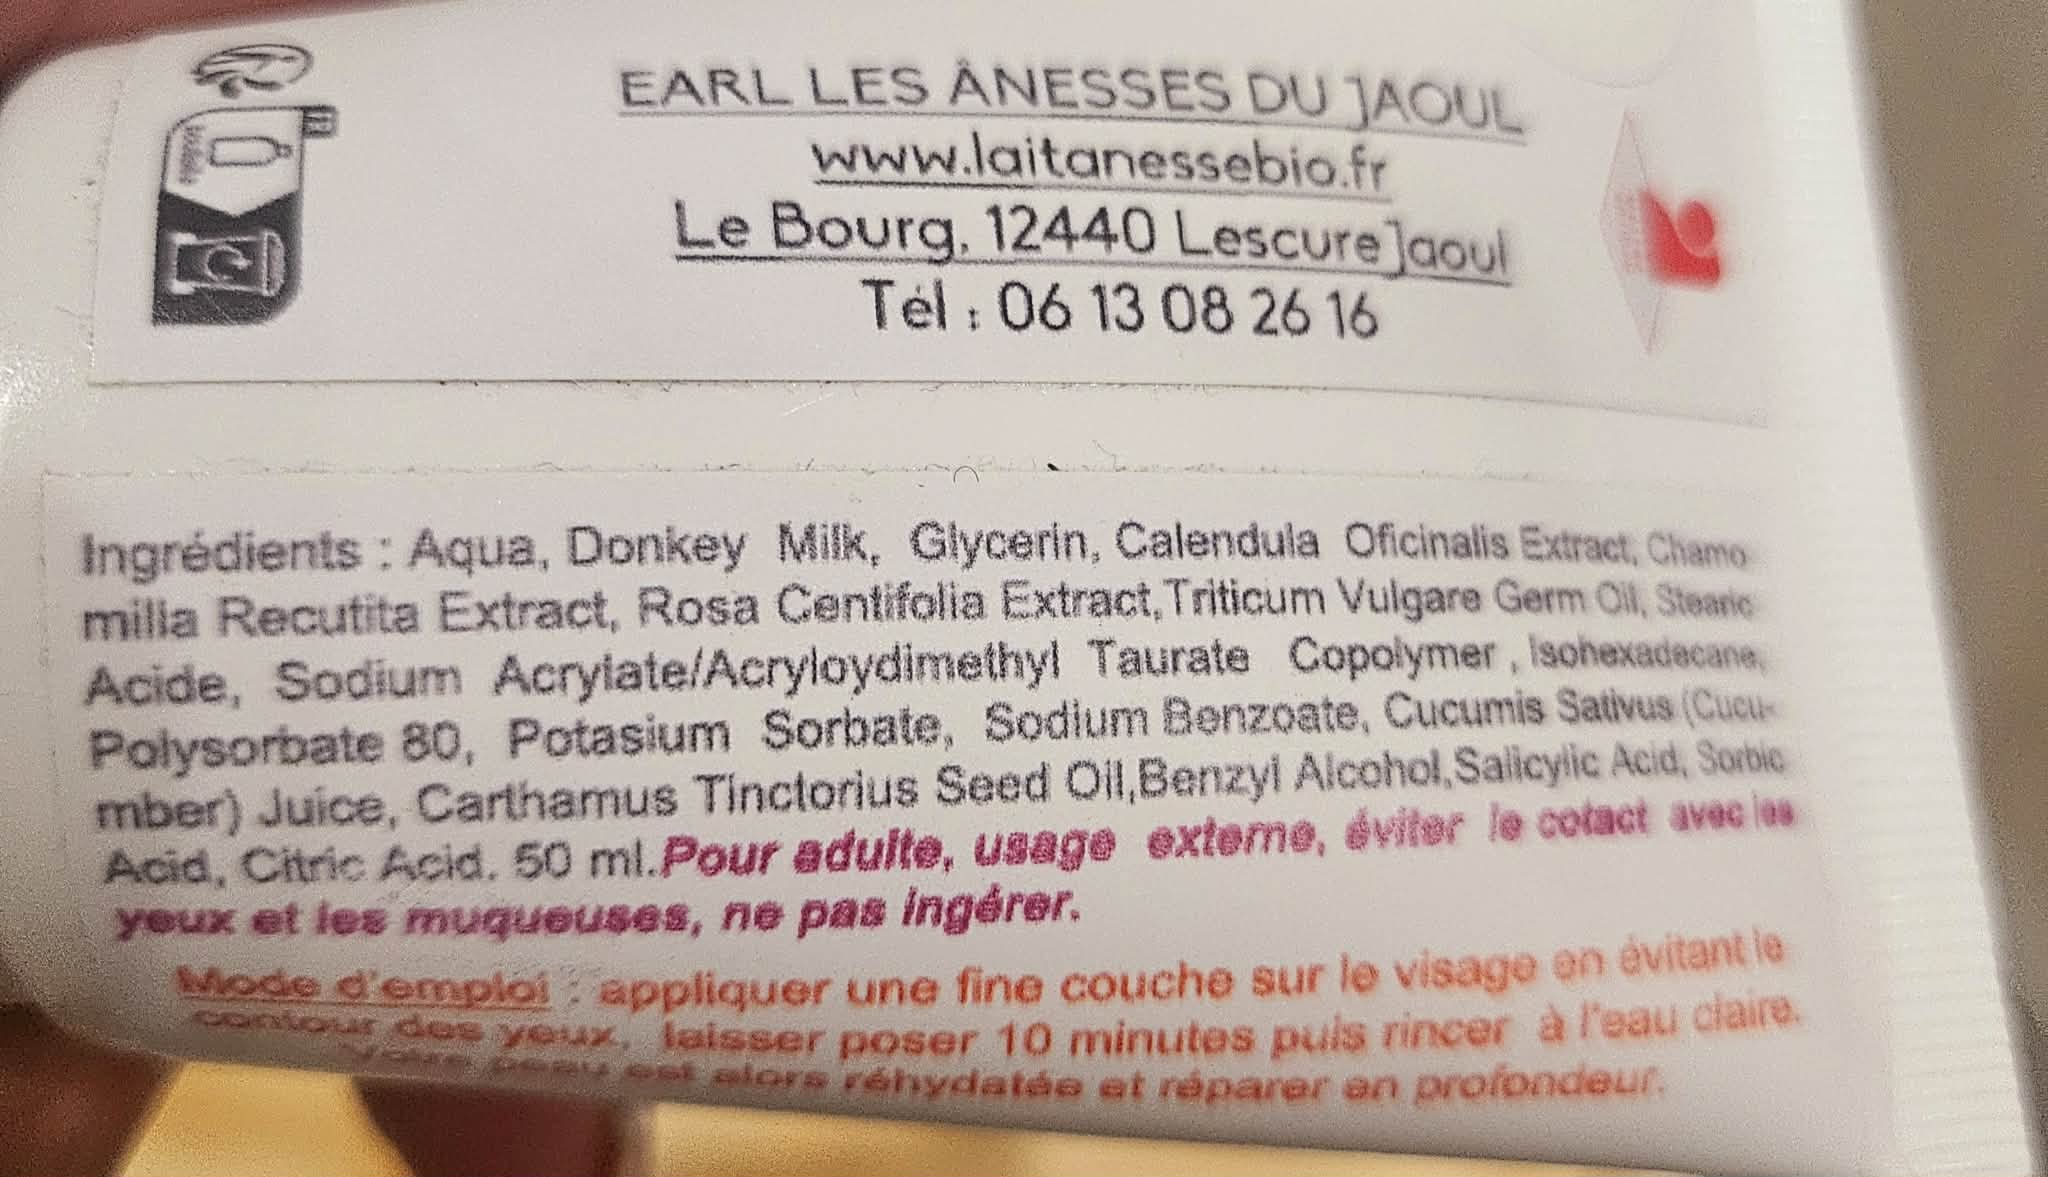 EARL LES ÂNESSES DU JAOUL
www.laitanessebio.fr
Le Bourg, 12440 Lescure Jaoul
Tél : 06 13 08 26 16
Ingrédients : Aqua, Donkey Milk, Glycerin, Calendula Oficinalis Extract, Chamo
milla Recutita Extract, Rosa Centifolia Extract,Triticum Vulgare Germ Oil, Stearic
Acide, Sodium Acrylate/Acryloydimethyl Taurate Copolymer , Isohexadecane,
Polysorbate 80, Potasium Sorbate, Sodium Benzoate, Cucumis Sativus (Cucu-
mber) Juice, Carthamus Tinctorius Seed Oil,Benzyl Alcohol,Salicylic Acid, Sorbic
Acid, Citric Acid. 50 ml.Pour adulte, usage externe, éviter le cotact avec les
yeux et les muqueuses, ne pas ingérer.
Mode d'emploi : appliquer une fine couche sur le visage en évitant le
contour des yeux, laisser poser 10 minutes puis rincer à l'eau claire.
Votre peau est alors réhydatée et réparer en profondeur.